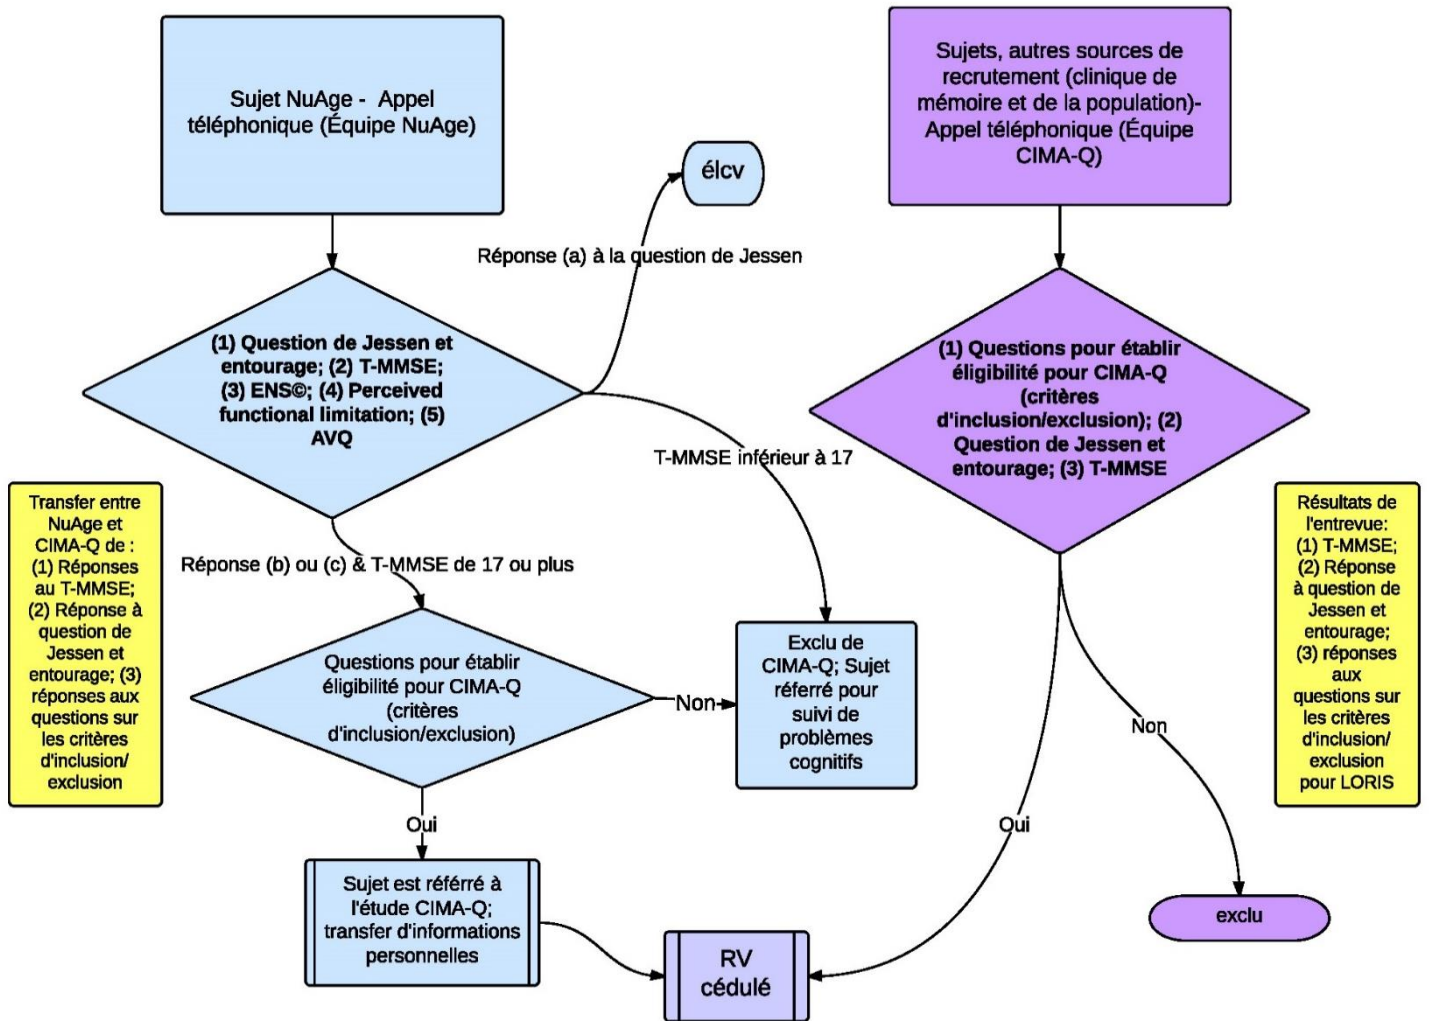 Sujet NuAge - Appel
téléphonique (Équipe NuAge)
Sujets, autres sources de
recrutement (clinique de
mémoire et de la population)-
Appel téléphonique (Équipe
CIMA-Q)
élcv
Réponse (a) à la question de Jessen
(1) Question de Jessen et
entourage; (2) T-MMSE;
(3) ENS©; (4) Perceived
functional limitation; (5)
AVQ
(1) Questions pour établir
éligibilité pour CIMA-Q
(critères
d'inclusion/exclusion); (2)
Question de Jessen et
entourage; (3) T-MMSE
T-MMSE inférieur à 17
Transfer entre
NuAge et
CIMA-Q de :
(1) Réponses
au T-MMSE;
(2) Réponse à
question de
Jessen et
entourage; (3)
réponses aux
questions sur
les critères
d'inclusion/
exclusion
Résultats de
l'entrevue:
(1) T-MMSE;
(2) Réponse
à question de
Jessen et
entourage;
(3) réponses
aux
questions sur
les critères
d'inclusion/
exclusion
pour LORIS
Réponse (b) ou (c) & T-MMSE de 17 ou plus
Questions pour établir
éligibilité pour CIMA-Q
(critères
d'inclusion/exclusion)
Non
Exclu de
CIMA-Q; Sujet
réferré pour
suivi de
problèmes
cognitifs
Non
Oui
Oui
Sujet est référré à
l'étude CIMA-Q;
transfer d'informations
personnelles
RV
cédulé
exclu